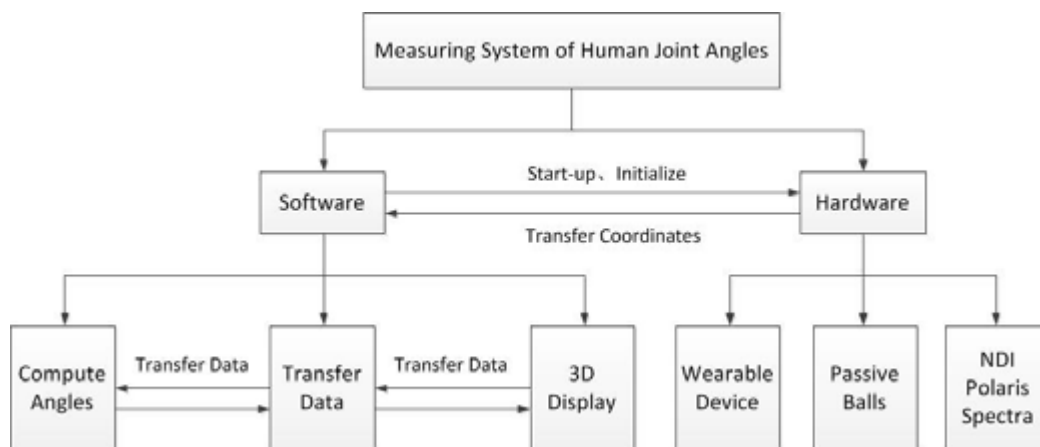 Measuring System of Human Joint Angles
Start-up、Initialize
Software
Hardware
Transfer Coordinates
Compute
Angles
Transfer Data
Transfer
Data
Transfer Data
3D
Display
Wearable
Device
Passive
Balls
NDI
Polaris
Spectra